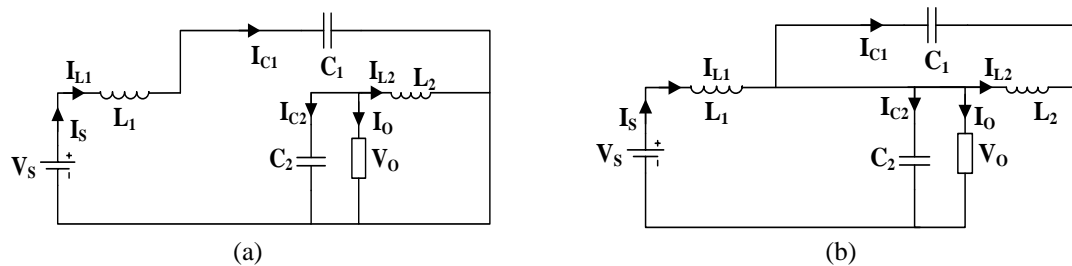 I_C1
C_1
I_L1
L_1
I_S
V_S
+
-
I_L2
L_2
I_C2
I_O
C_2
V_O
(a)
I_C1
C_1
I_L1
L_1
I_S
V_S
+
-
I_L2
L_2
I_C2
I_O
C_2
V_O
(b)